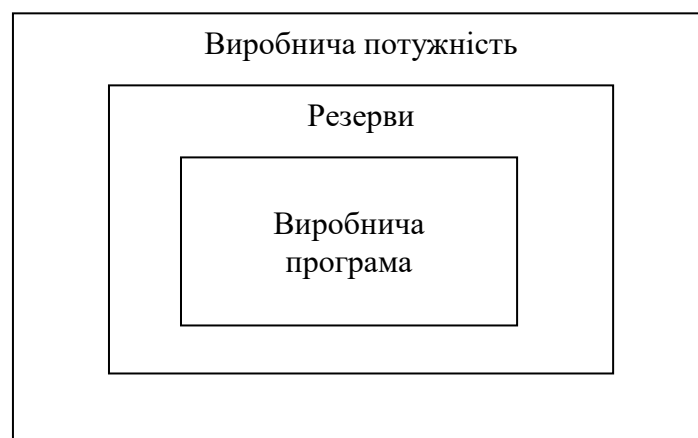 Виробнича потужність
Резерви
Виробнича
програма